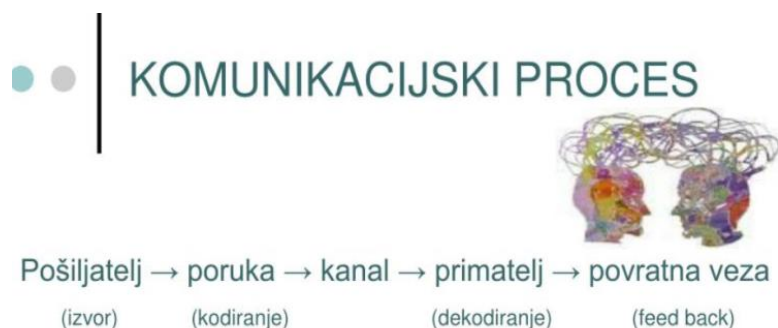 KOMUNIKACIJSKI PROCES
Pošiljatelj → poruka → kanal → primatelj → povratna veza
(izvor) (kodiranje) (dekodiranje) (feed back)